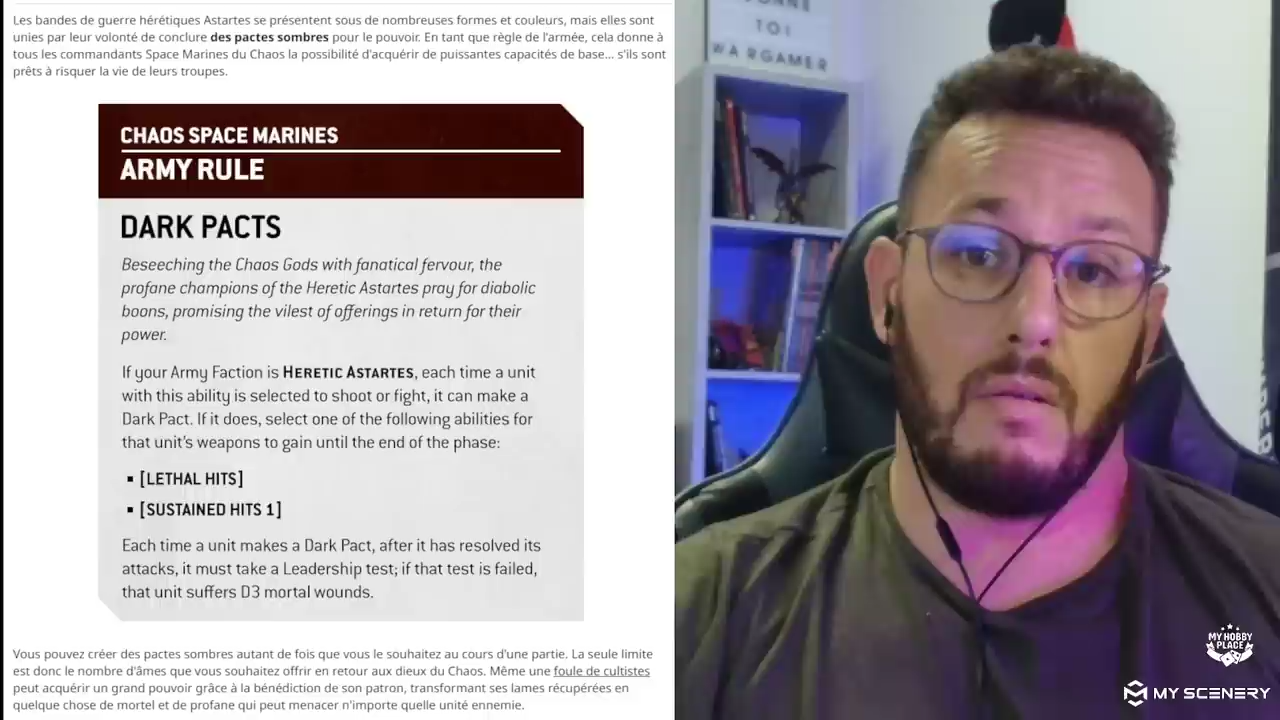 Les bandes de guerre hérétiques Astartes se présentent sous de nombreuses formes et couleurs, mais elles sont
unies par leur volonté de conclure des pactes sombres pour le pouvoir. En tant que règle de l'armée, cela donne à
tous les commandants Space Marines du Chaos la possibilité d'acquérir de puissantes capacités de base... s'ils sont
prêts à risquer la vie de leurs troupes.
CHAOS SPACE MARINES
ARMY RULE
DARK PACTS
Beseeching the Chaos Gods with fanatical fervour, the
profane champions of the Heretic Astartes pray for diabolic
boons, promising the vilest of offerings in return for their
power.
If your Army Faction is HERETIC ASTARTES, each time a unit
with this ability is selected to shoot or fight, it can make a
Dark Pact. If it does, select one of the following abilities for
that unit's weapons to gain until the end of the phase:
▪ [LETHAL HITS]
▪ [SUSTAINED HITS 1]
Each time a unit makes a Dark Pact, after it has resolved its
attacks, it must take a Leadership test; if that test is failed,
that unit suffers D3 mortal wounds.
Vous pouvez créer des pactes sombres autant de fois que vous le souhaitez au cours d'une partie. La seule limite
est donc le nombre d'âmes que vous souhaitez offrir en retour aux dieux du Chaos. Même une foule de cultistes
peut acquérir un grand pouvoir grâce à la bénédiction de son patron, transformant ses lames récupérées en
quelque chose de mortel et de profane qui peut menacer n'importe quelle unité ennemie.
TOI
WARGAMER
MY HOBBY
PLACE
MY SCENERY